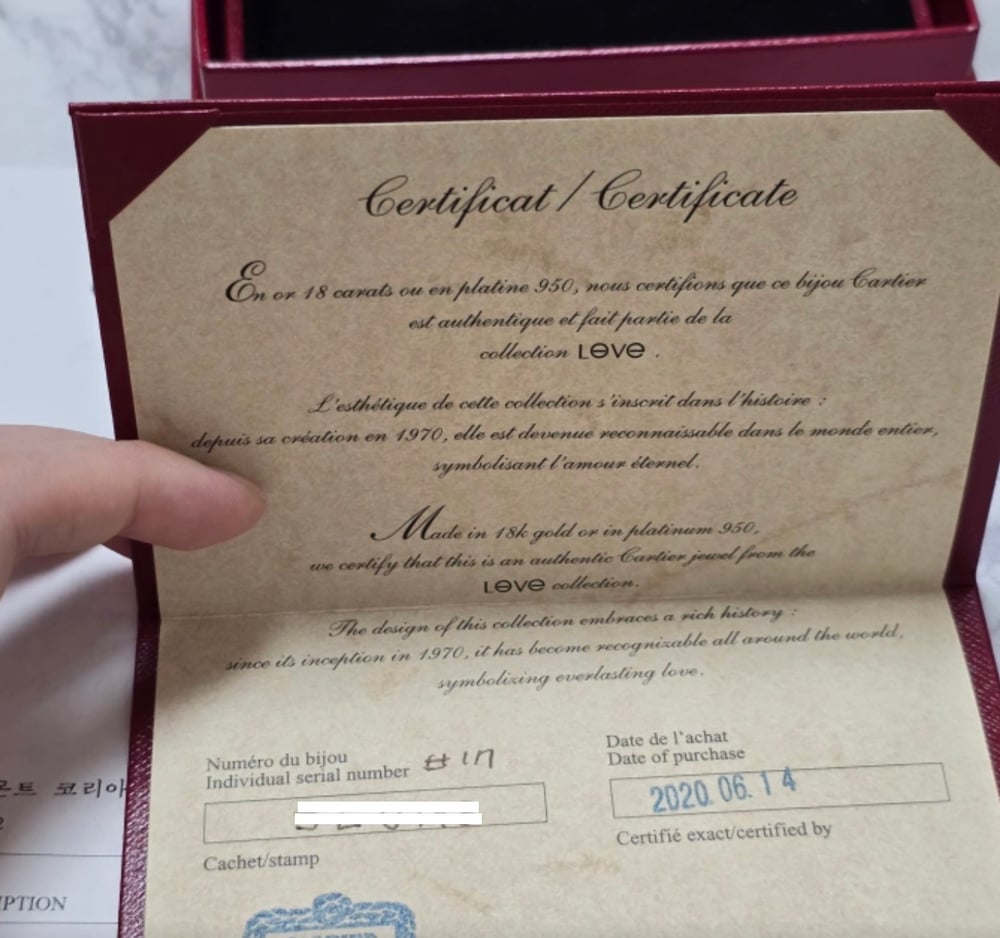 Certificat / Certificate
En or 18 carats ou en platine 950, nous certifions que ce bijou Cartier
est authentique et fait partie de la
collection LOVE .
L'esthétique de cette collection s'inscrit dans l'histoire :
depuis sa création en 1970, elle est devenue reconnaissable dans le monde entier,
symbolisant l'amour éternel.
Made in 18k gold or in platinum 950,
we certify that this is an authentic Cartier jewel from the
LOVE collection.
The design of this collection embraces a rich history :
since its inception in 1970, it has become recognizable all around the world,
symbolizing everlasting love.
Numéro du bijou
Individual serial number #17
Date de l'achat
Date of purchase
2020.06.14
Cachet/stamp
Certifié exact/certified by
몬트 코리아
2
IPTION